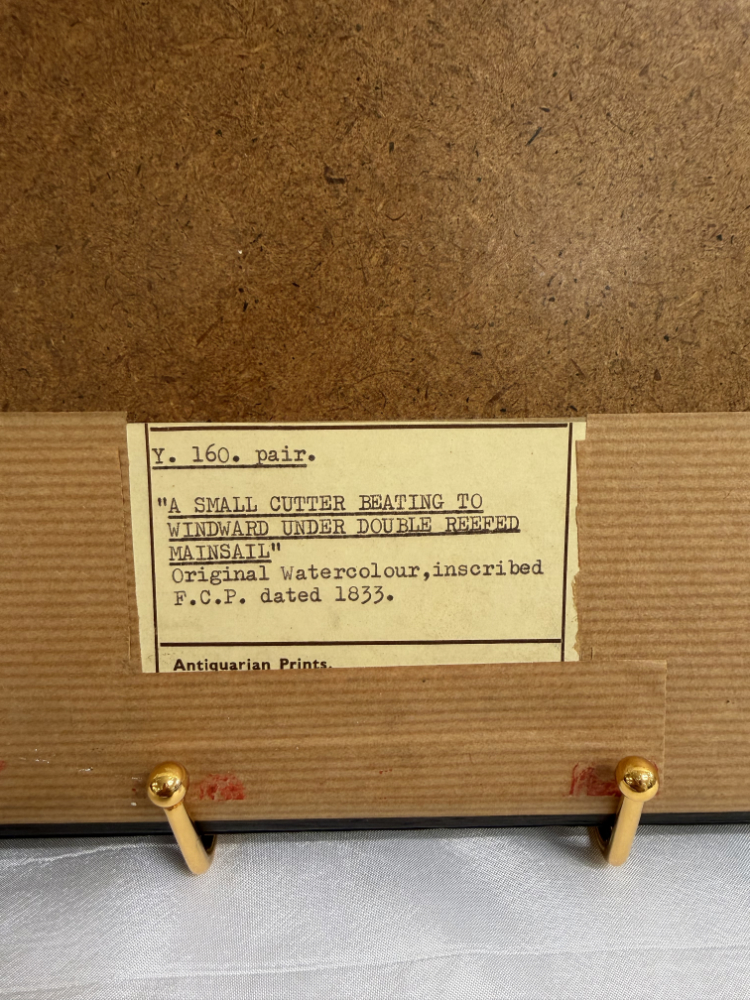 Y. 160. pair.
"A SMALL CUTTER BEATING TO
WINDWARD UNDER DOUBLE REEFED
MAINSAIL"
Original Watercolour,inscribed
F.C.P. dated 1833.
Antiquarian Prints.